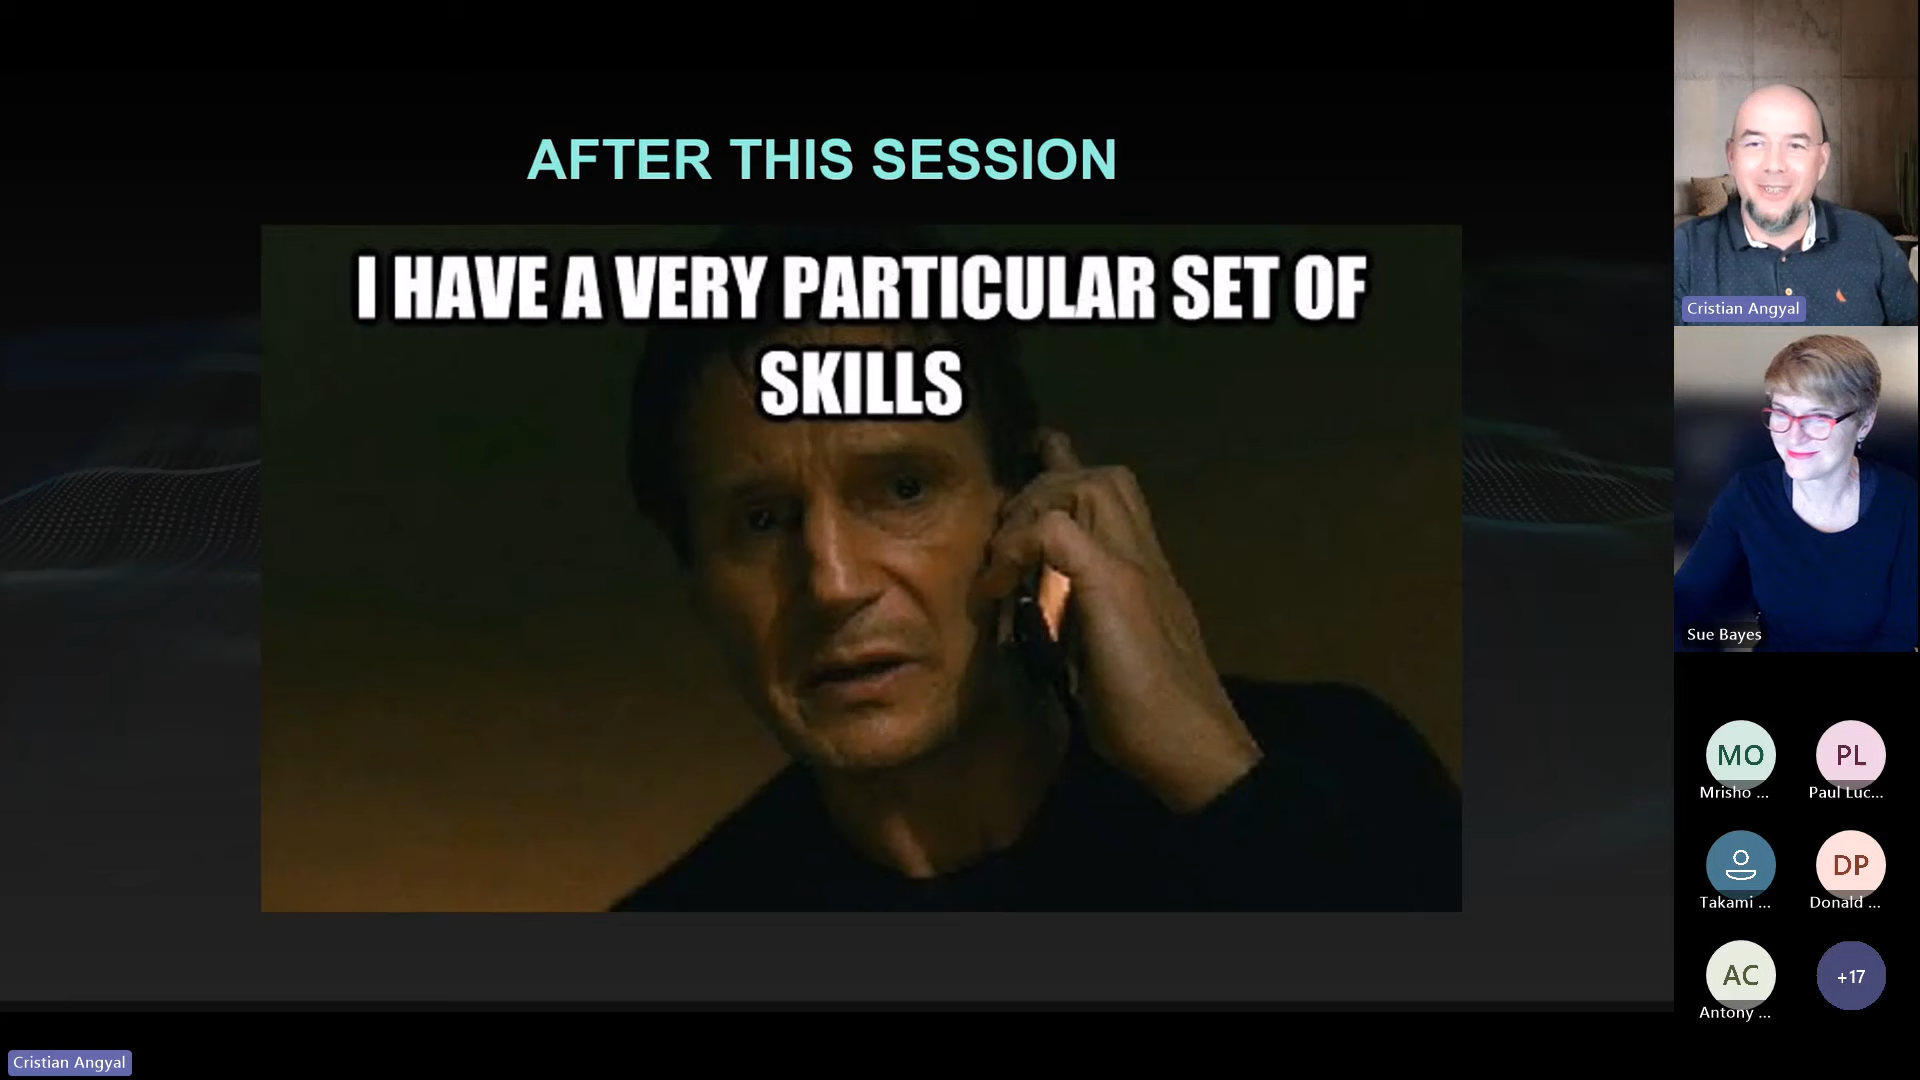 AFTER THIS SESSION
I HAVE A VERY PARTICULAR SET OF
SKILLS
Cristian Angyal
Sue Bayes
MO
PL
Mrisho ...
Paul Luc...
DP
Takami ...
Donald ...
AC
+17
Antony ...
Cristian Angyal